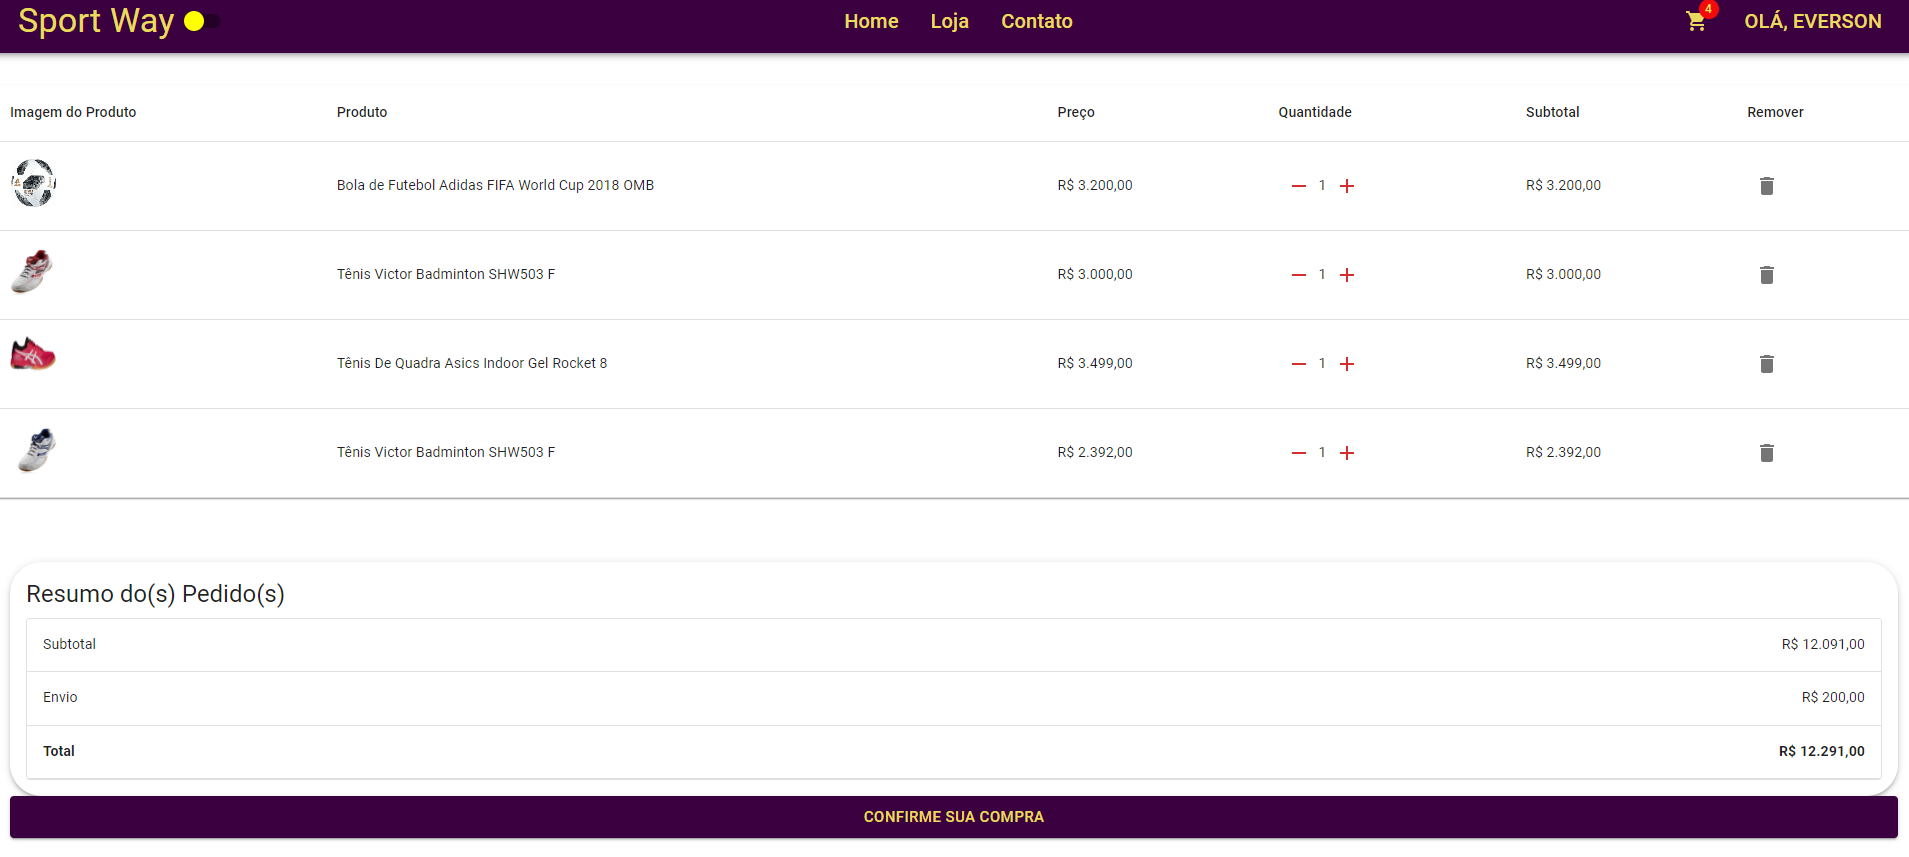 Sport Way Home Loja Contato 4 OLÁ, EVERSON
Imagem do Produto Produto Preço Quantidade Subtotal Remover
Bola de Futebol Adidas FIFA World Cup 2018 OMB R$ 3.200,00 1 R$ 3.200,00
Tênis Victor Badminton SHW503 F R$ 3.000,00 1 R$ 3.000,00
Tênis De Quadra Asics Indoor Gel Rocket 8 R$ 3.499,00 1 R$ 3.499,00
Tênis Victor Badminton SHW503 F R$ 2.392,00 1 R$ 2.392,00
Resumo do(s) Pedido(s)
Subtotal R$ 12.091,00
Envio R$ 200,00
Total R$ 12.291,00
CONFIRME SUA COMPRA